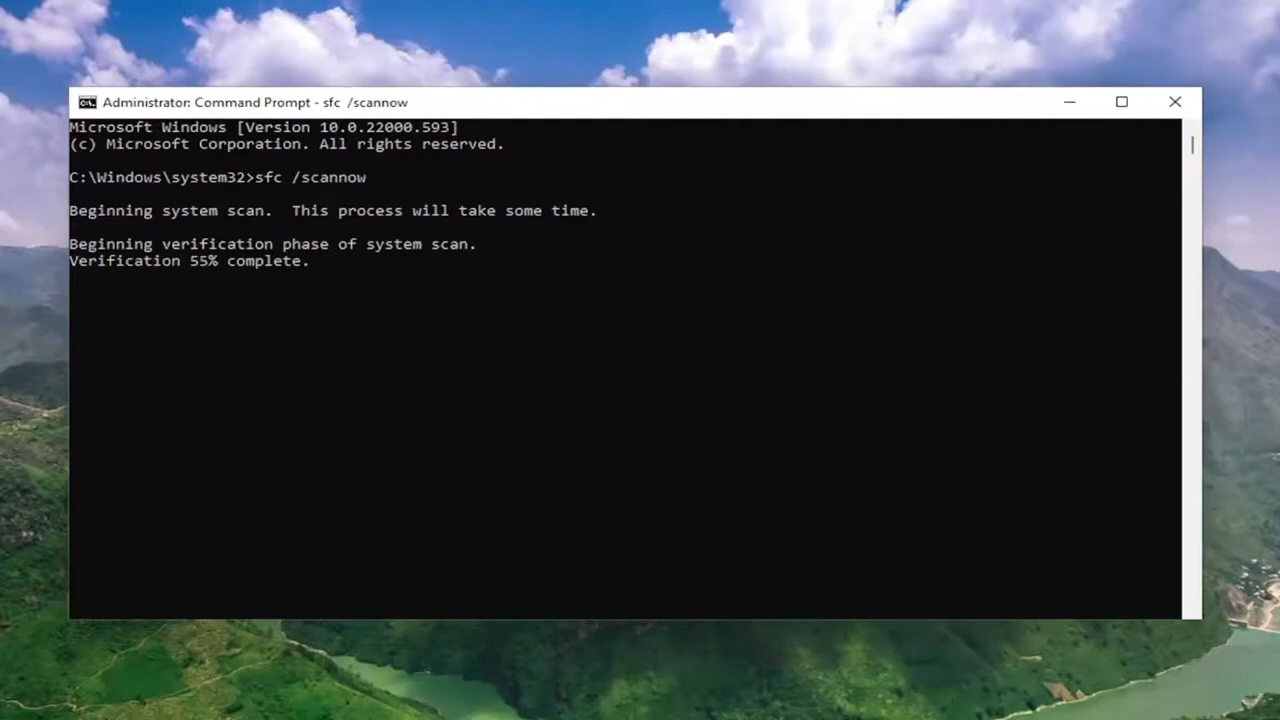 Administrator: Command Prompt - sfc  /scannow
Microsoft Windows [Version 10.0.22000.593]
(c) Microsoft Corporation. All rights reserved.
C:\Windows\system32>sfc /scannow
Beginning system scan.  This process will take some time.
Beginning verification phase of system scan.
Verification 55% complete.